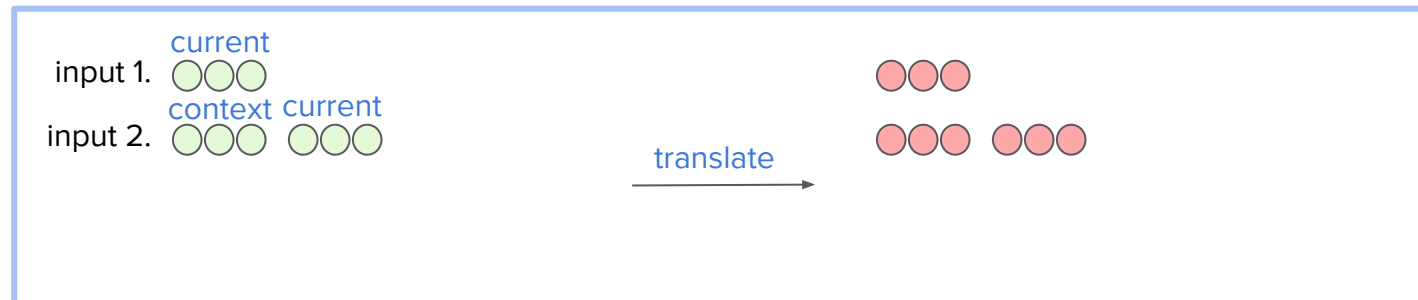 current
input 1.
context current
input 2.
translate